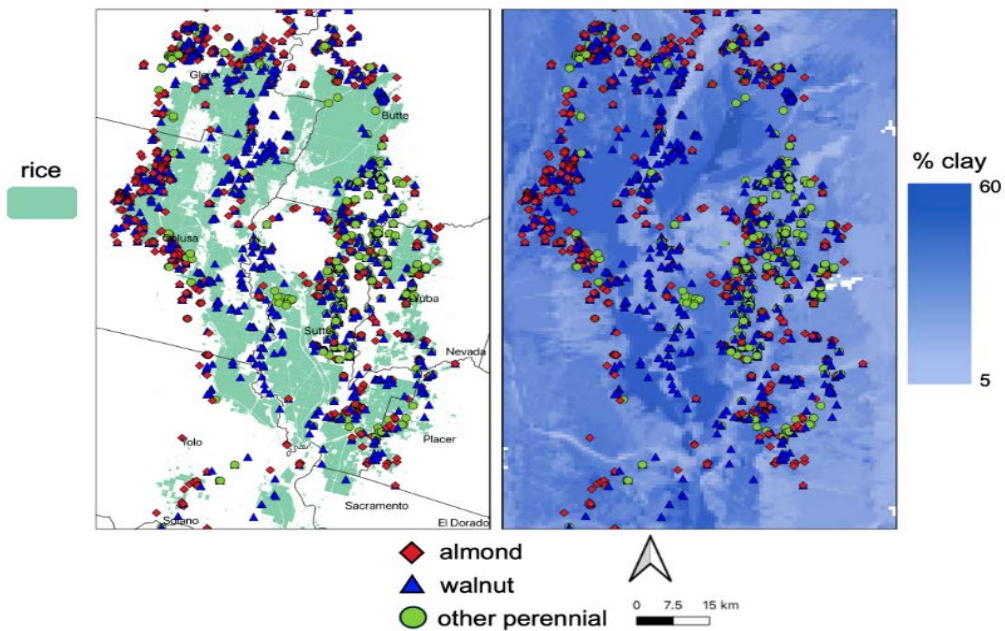 rice
Glenn
Butte
Colusa
Yuba
Sutter
Nevada
Placer
Yolo
Sacramento
Solano
El Dorado
% clay
60
5
almond
walnut
other perennial
0 7.5 15 km